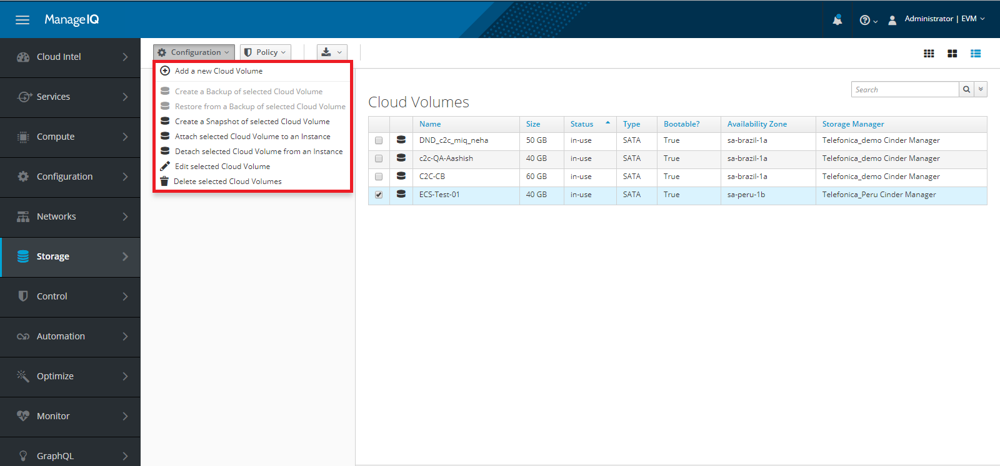 ManageIQ
Administrator | EVM
Cloud Intel
Services
Compute
Configuration
Networks
Storage
Control
Automation
Optimize
Monitor
GraphQL
Configuration
Policy
Add a new Cloud Volume
Create a Backup of selected Cloud Volume
Restore from a Backup of selected Cloud Volume
Create a Snapshot of selected Cloud Volume
Attach selected Cloud Volume to an Instance
Detach selected Cloud Volume from an Instance
Edit selected Cloud Volume
Delete selected Cloud Volumes
Search
Cloud Volumes
Name Size Status Type Bootable? Availability Zone Storage Manager
DND_c2c_miq_neha 50 GB in-use SATA True sa-brazil-1a Telefonica_demo Cinder Manager
c2c-QA-Aashish 40 GB in-use SATA True sa-brazil-1a Telefonica_demo Cinder Manager
C2C-CB 60 GB in-use SATA True sa-brazil-1a Telefonica_demo Cinder Manager
ECS-Test-01 40 GB in-use SATA True sa-peru-1b Telefonica_Peru Cinder Manager